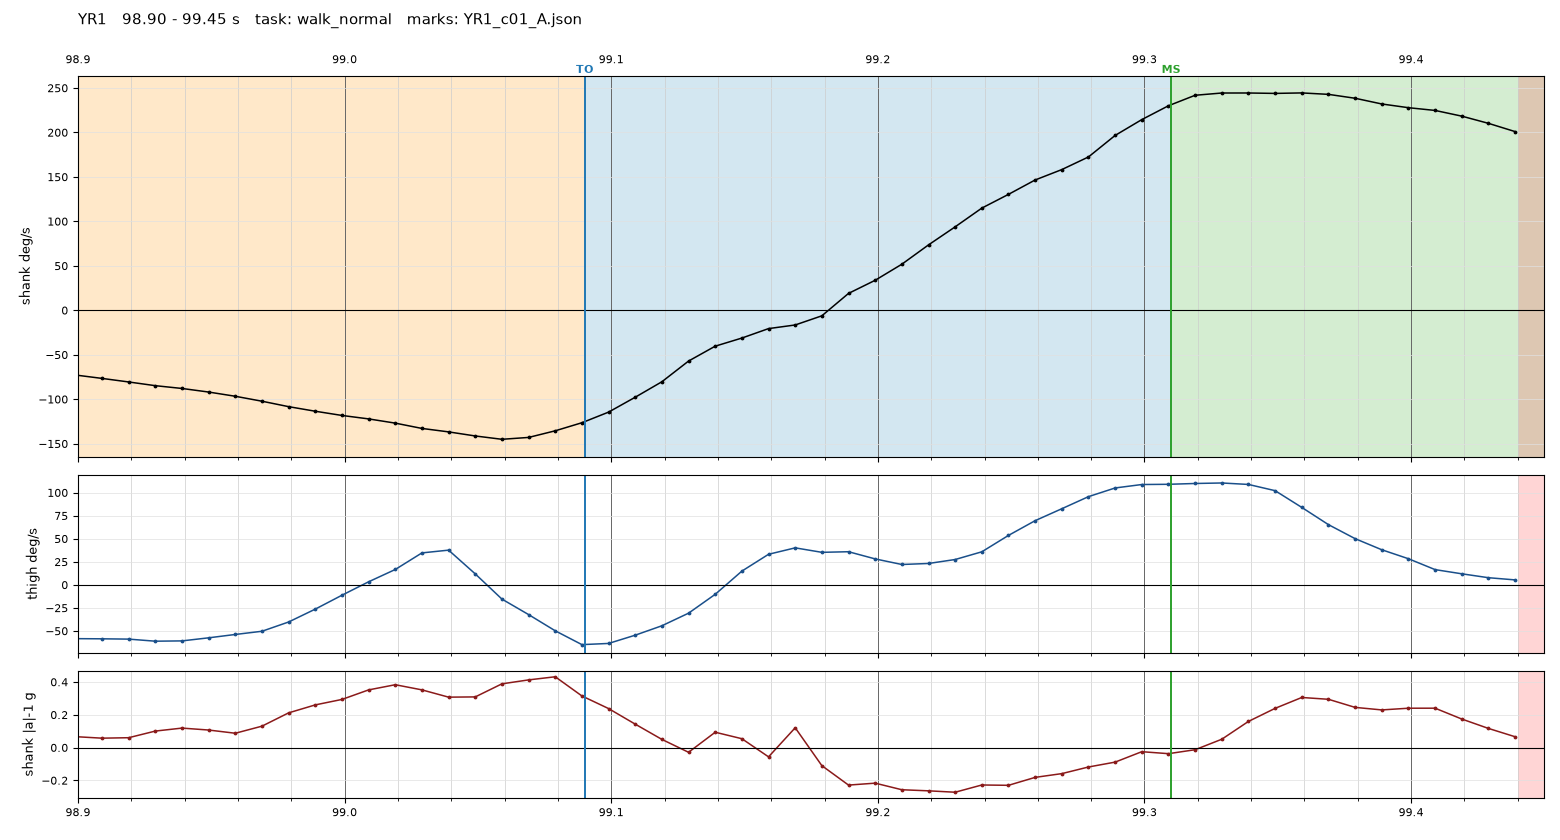 YR1   98.90 - 99.45 s   task: walk_normal   marks: YR1_c01_A.json
98.9 99.0 99.1 99.2 99.3 99.4
TO MS
shank deg/s
250
200
150
100
50
0
−50
−100
−150
thigh deg/s
100
75
50
25
0
−25
−50
shank |a|-1 g
0.4
0.2
0.0
−0.2
98.9 99.0 99.1 99.2 99.3 99.4